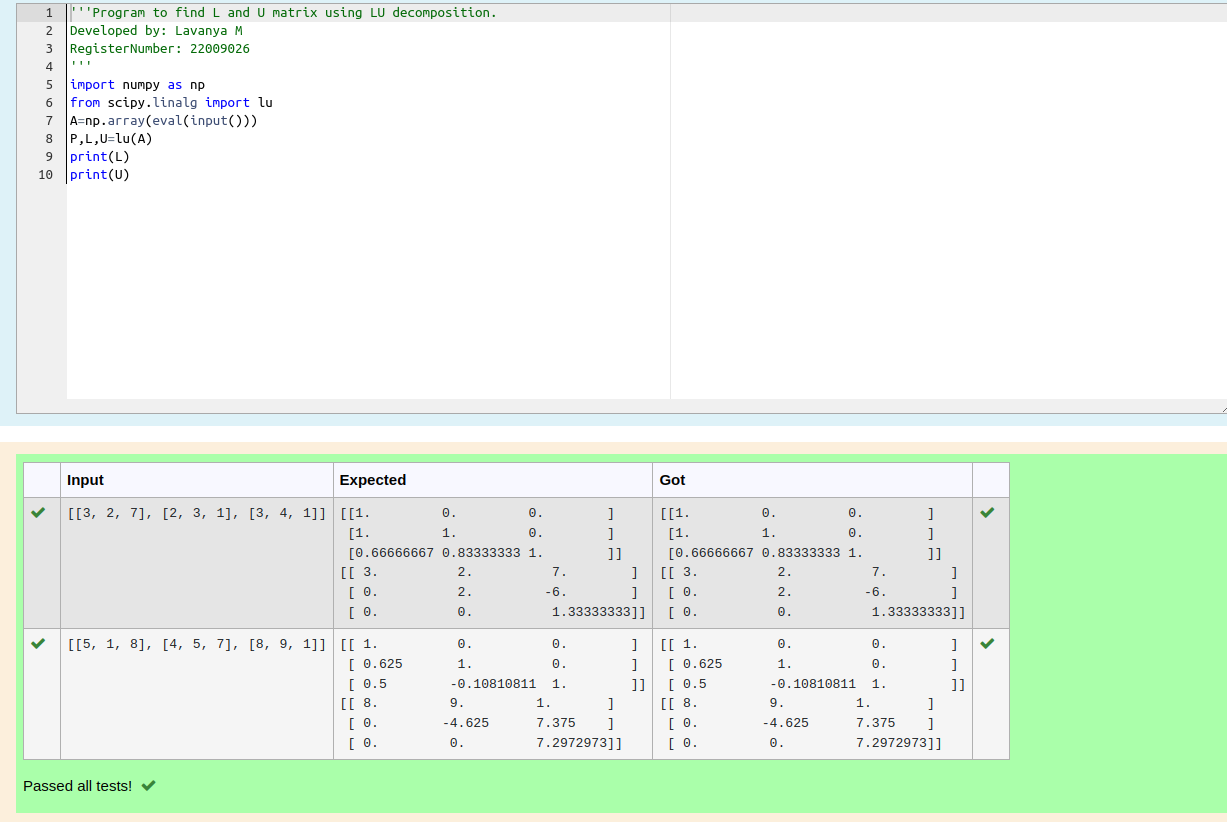 1 '''Program to find L and U matrix using LU decomposition.
2 Developed by: Lavanya M
3 RegisterNumber: 22009026
4 '''
5 import numpy as np
6 from scipy.linalg import lu
7 A=np.array(eval(input()))
8 P,L,U=lu(A)
9 print(L)
10 print(U)
Input Expected Got
[[3, 2, 7], [2, 3, 1], [3, 4, 1]] [[1. 0. 0. ] [[1. 0. 0. ]
[1. 1. 0. ] [1. 1. 0. ]
[0.66666667 0.83333333 1. ]] [0.66666667 0.83333333 1. ]]
[[ 3. 2. 7. ] [[ 3. 2. 7. ]
[ 0. 2. -6. ] [ 0. 2. -6. ]
[ 0. 0. 1.33333333]] [ 0. 0. 1.33333333]]
[[5, 1, 8], [4, 5, 7], [8, 9, 1]] [[ 1. 0. 0. ] [[ 1. 0. 0. ]
[ 0.625 1. 0. ] [ 0.625 1. 0. ]
[ 0.5 -0.10810811 1. ]] [ 0.5 -0.10810811 1. ]]
[[ 8. 9. 1. ] [[ 8. 9. 1. ]
[ 0. -4.625 7.375 ] [ 0. -4.625 7.375 ]
[ 0. 0. 7.2972973]] [ 0. 0. 7.2972973]]
Passed all tests!